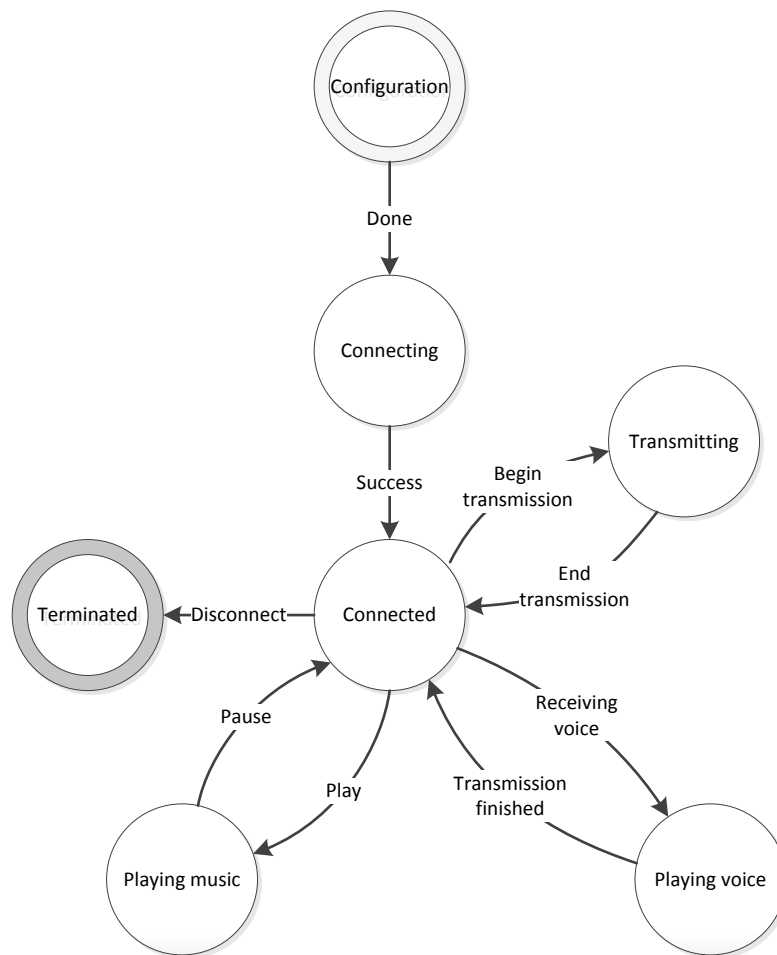 Configuration
Done
Connecting
Transmitting
Begin
transmission
Success
End
transmission
Terminated
Disconnect
Connected
Receiving
voice
Pause
Transmission
finished
Play
Playing music
Playing voice